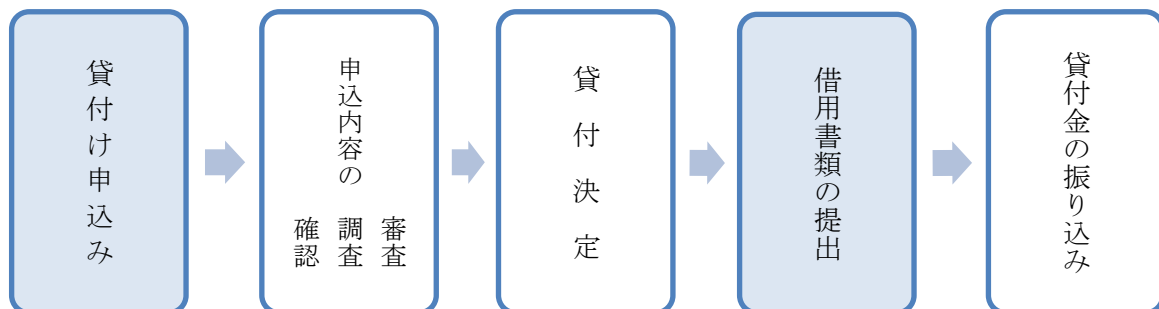 貸付け申込み
申込内容の
審査
調査
確認
貸付決定
借用書類の提出
貸付金の振り込み